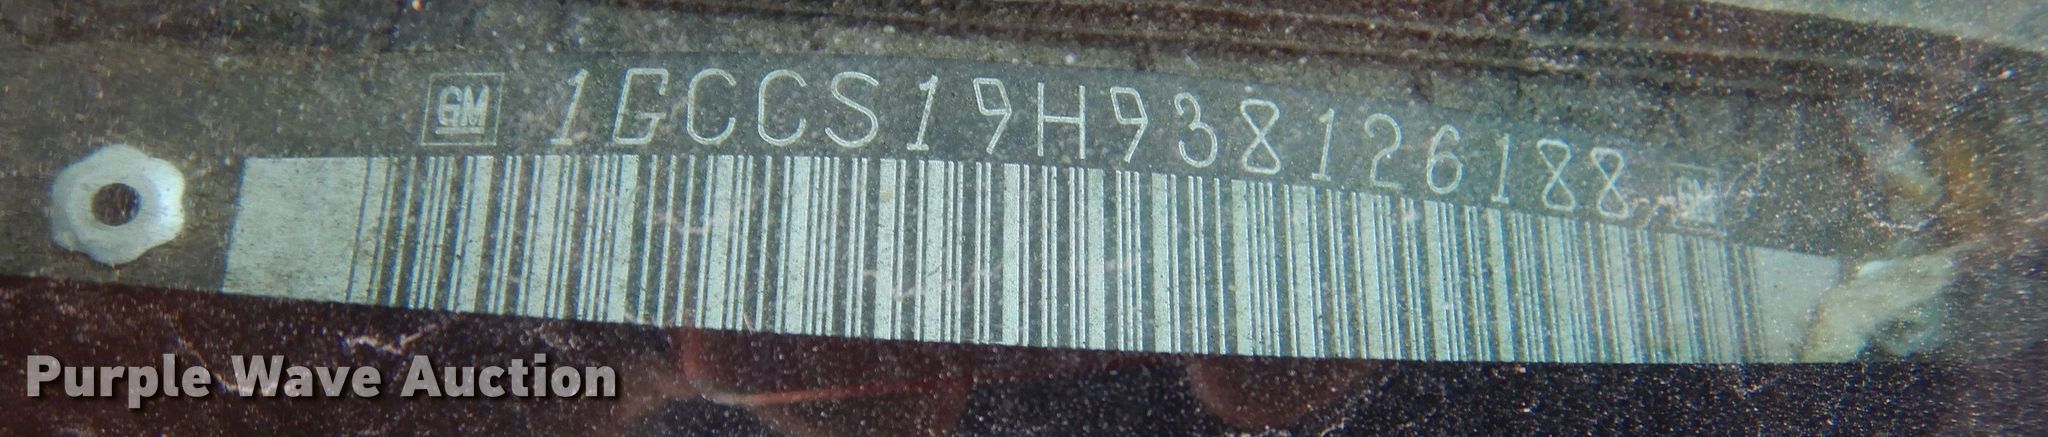 GM 1GCCS19H938126188 GM
Purple Wave Auction